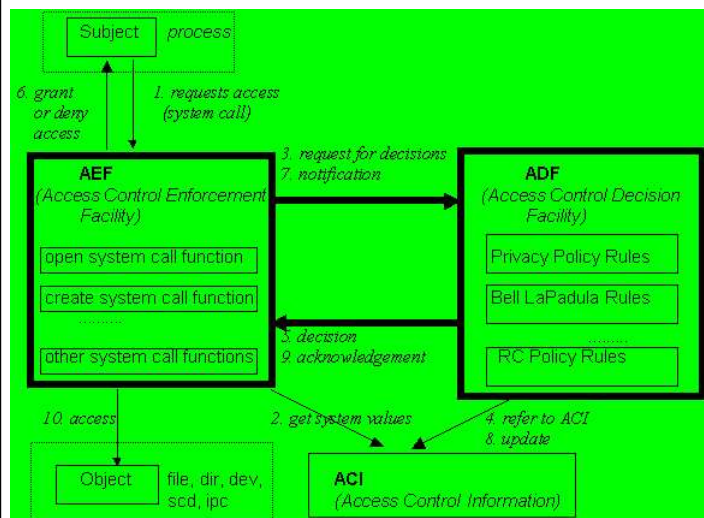 Subject process
6. grant
or deny
access
1. requests access
(system call)
AEF
(Access Control Enforcement
Facility)
open system call function
create system call function
..........
other system call functions
3. request for decisions
7. notification
ADF
(Access Control Decision
Facility)
Privacy Policy Rules
Bell LaPadula Rules
.........
RC Policy Rules
5. decision
9. acknowledgement
10. access
2. get system values
4. refer to ACI
8. update
Object file, dir, dev,
scd, ipc
ACI
(Access Control Information)